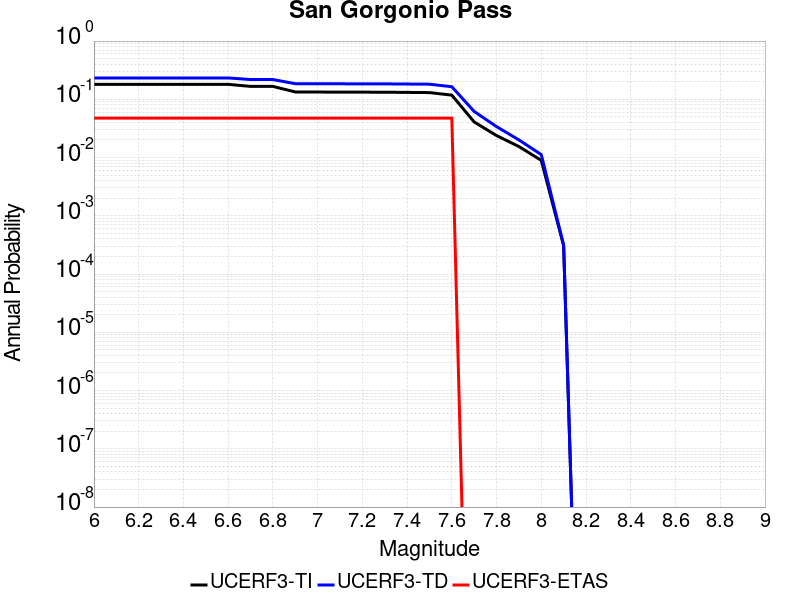 San Gorgonio Pass
10^0
10^-1
10^-2
10^-3
10^-4
10^-5
10^-6
10^-7
10^-8
Annual Probability
6 6.2 6.4 6.6 6.8 7 7.2 7.4 7.6 7.8 8 8.2 8.4 8.6 8.8 9
Magnitude
UCERF3-TI UCERF3-TD UCERF3-ETAS